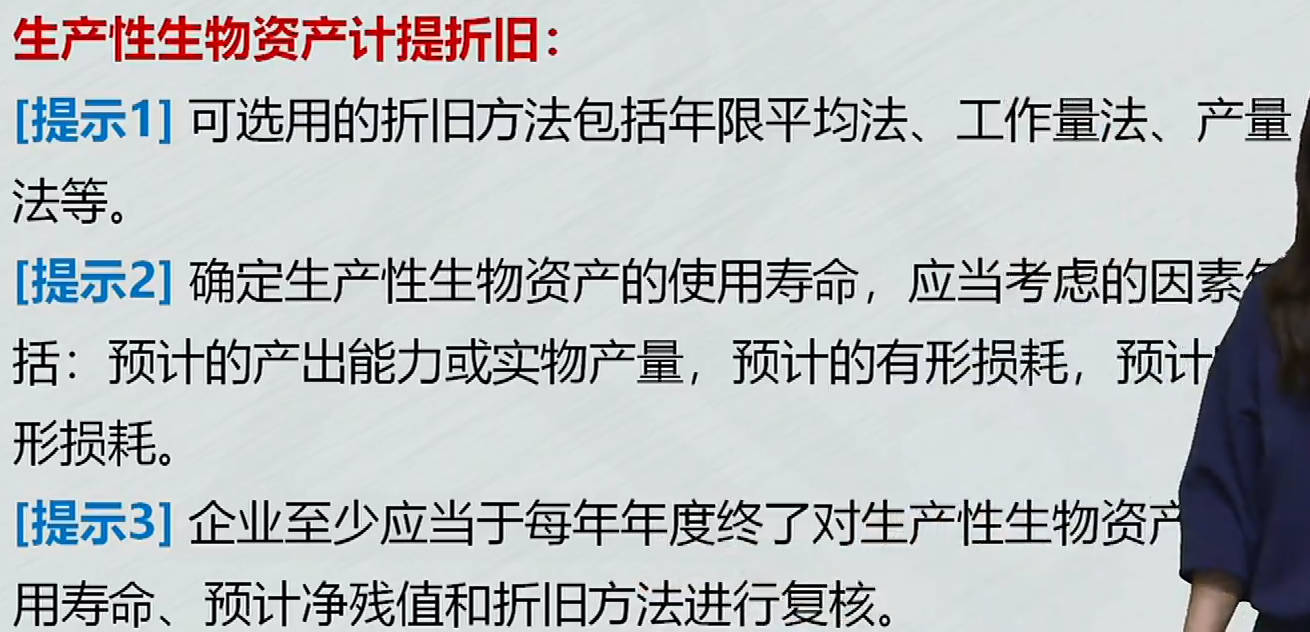 生产性生物资产计提折旧：
[提示1] 可选用的折旧方法包括年限平均法、工作量法、产量
法等。
[提示2] 确定生产性生物资产的使用寿命，应当考虑的因素
括：预计的产出能力或实物产量，预计的有形损耗，预计
形损耗。
[提示3] 企业至少应当于每年年度终了对生产性生物资产
用寿命、预计净残值和折旧方法进行复核。